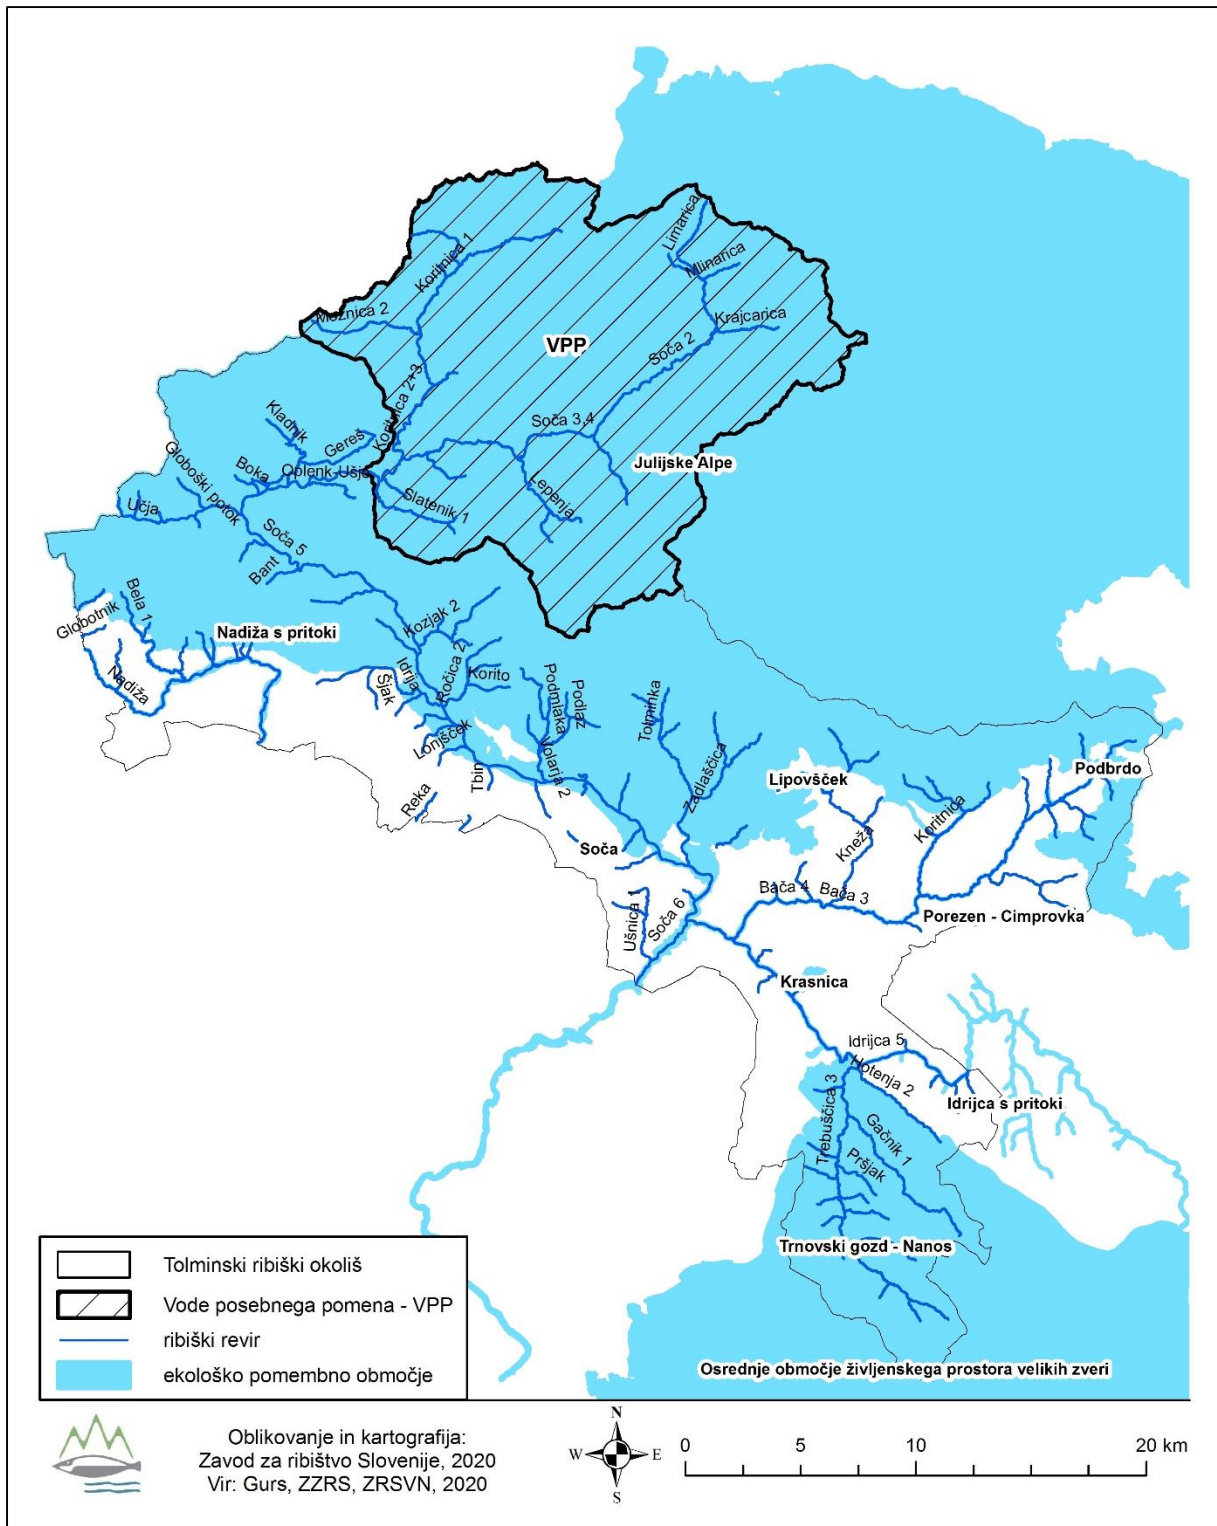 Limarica
Mlinarica
Koritnica 1
Možnica 2
Krajcarica
VPP
Soča 2
Koritnica 2+3
Kladnik
Soča 3,4
Gereš
Globoški potok
Boka
Oplenk-Ušje
Julijske Alpe
Lepenja
Slatenik 1
Učja
Soča 5
Bant
Bela 1
Globotnik
Kozjak 2
Nadiža s pritoki
Idrija
Ročica 2
Korito
Nadiža
Šjak
Podmlaka
Podlaz
Tolminka
Lonjšček
Volarja 2
Zadlaščica
Podbrdo
Tbin
Lipovšček
Reka
Koritnica
Kneža
Soča
Bača 4
Bača 3
Ušnica 1
Soča 6
Porezen - Cimprovka
Krasnica
Idrijca 5
Hotenja 2
Idrijca s pritoki
Trebuščica 3
Gačnik 1
Pršjak
Trnovski gozd - Nanos
Osrednje območje življenskega prostora velikih zveri
Tolminski ribiški okoliš
Vode posebnega pomena - VPP
ribiški revir
ekološko pomembno območje
Oblikovanje in kartografija:
Zavod za ribištvo Slovenije, 2020
Vir: Gurs, ZZRS, ZRSVN, 2020
N
W E
S
0 5 10 20 km